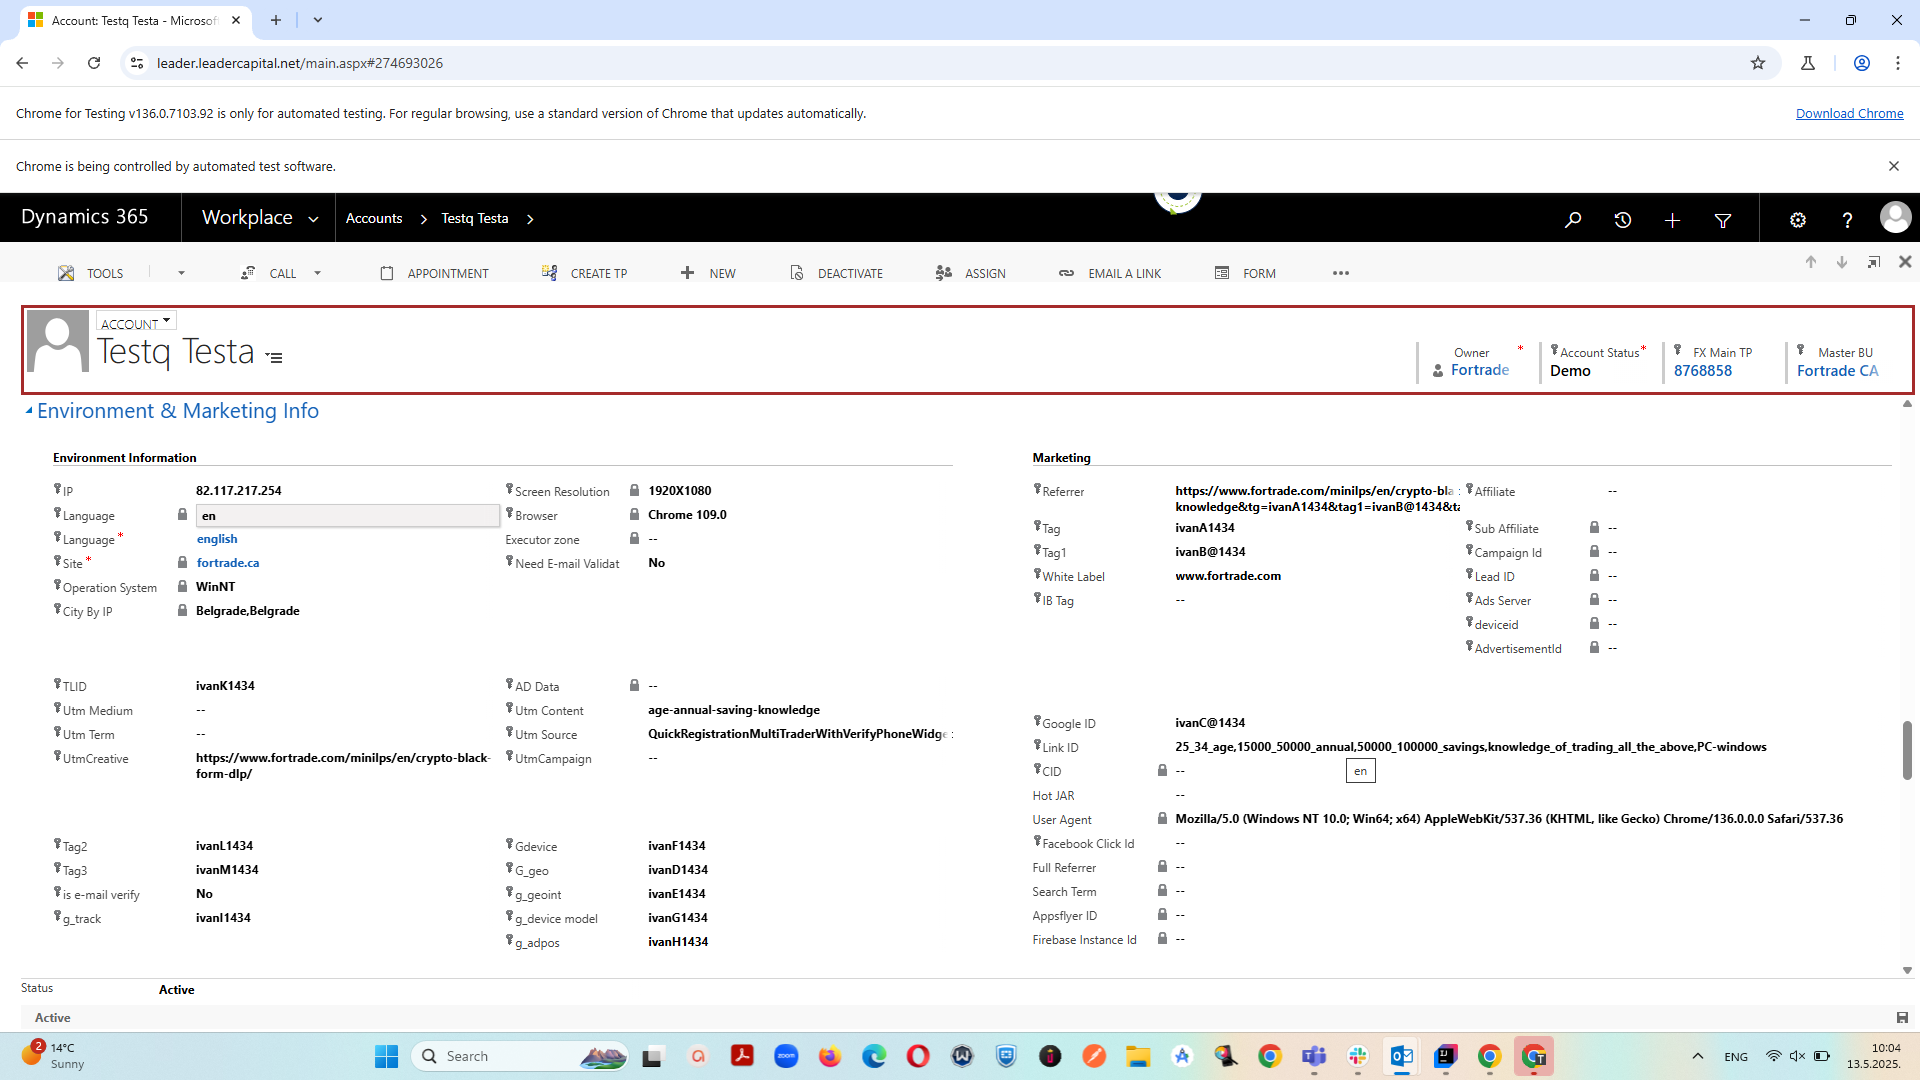 Account: Testq Testa - Microsof
leader.leadercapital.net/main.aspx#274693026
Chrome for Testing v136.0.7103.92 is only for automated testing. For regular browsing, use a standard version of Chrome that updates automatically.
Download Chrome
Chrome is being controlled by automated test software.
Dynamics 365
Workplace
Accounts
Testq Testa
TOOLS
CALL
APPOINTMENT
CREATE TP
NEW
DEACTIVATE
ASSIGN
EMAIL A LINK
FORM
ACCOUNT
Testq Testa
Owner *
Fortrade
Account Status *
Demo
FX Main TP
8768858
Master BU
Fortrade CA
Environment & Marketing Info
Environment Information
IP 82.117.217.254
Language en
Language * english
Site * fortrade.ca
Operation System WinNT
City By IP Belgrade,Belgrade
Screen Resolution 1920X1080
Browser Chrome 109.0
Executor zone --
Need E-mail Validat No
TLID ivanK1434
Utm Medium --
Utm Term --
UtmCreative https://www.fortrade.com/minilps/en/crypto-black-
form-dlp/
AD Data --
Utm Content age-annual-saving-knowledge
Utm Source QuickRegistrationMultiTraderWithVerifyPhoneWidge
UtmCampaign --
Tag2 ivanL1434
Tag3 ivanM1434
is e-mail verify No
g_track ivanI1434
Gdevice ivanF1434
G_geo ivanD1434
g_geoint ivanE1434
g_device model ivanG1434
g_adpos ivanH1434
Marketing
Referrer https://www.fortrade.com/minilps/en/crypto-bla
knowledge&tg=ivanA1434&tag1=ivanB@1434&ta
Tag ivanA1434
Tag1 ivanB@1434
White Label www.fortrade.com
IB Tag --
Affiliate --
Sub Affiliate --
Campaign Id --
Lead ID --
Ads Server --
deviceid --
AdvertisementId --
Google ID ivanC@1434
Link ID 25_34_age,15000_50000_annual,50000_100000_savings,knowledge_of_trading_all_the_above,PC-windows
CID --
en
Hot JAR --
User Agent Mozilla/5.0 (Windows NT 10.0; Win64; x64) AppleWebKit/537.36 (KHTML, like Gecko) Chrome/136.0.0.0 Safari/537.36
Facebook Click Id --
Full Referrer --
Search Term --
Appsflyer ID --
Firebase Instance Id --
Status Active
Active
2
14°C
Sunny
Search
zoom
ENG
10:04
13.5.2025.